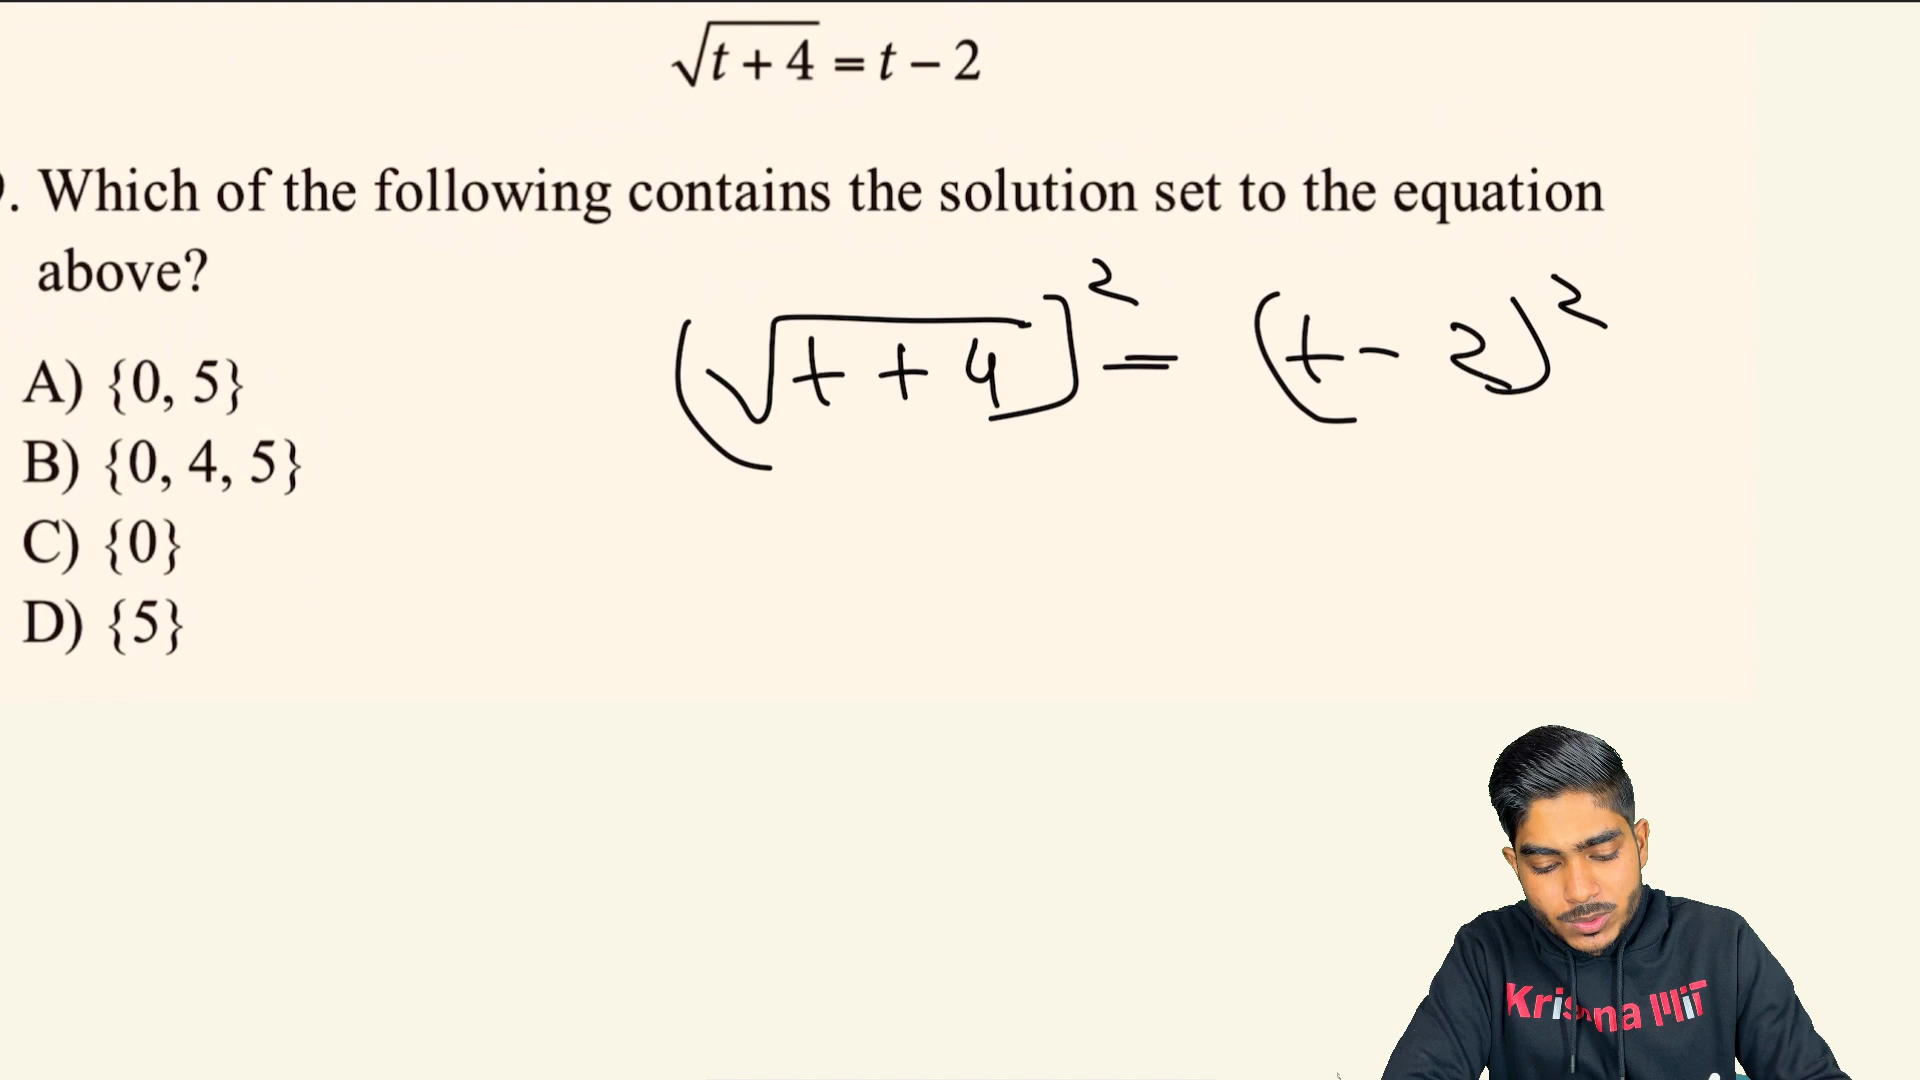 √t + 4 = t − 2
. Which of the following contains the solution set to the equation
above?
(√t + 4)² = (t - 2)²
A) {0, 5}
B) {0, 4, 5}
C) {0}
D) {5}
Krishna MiT